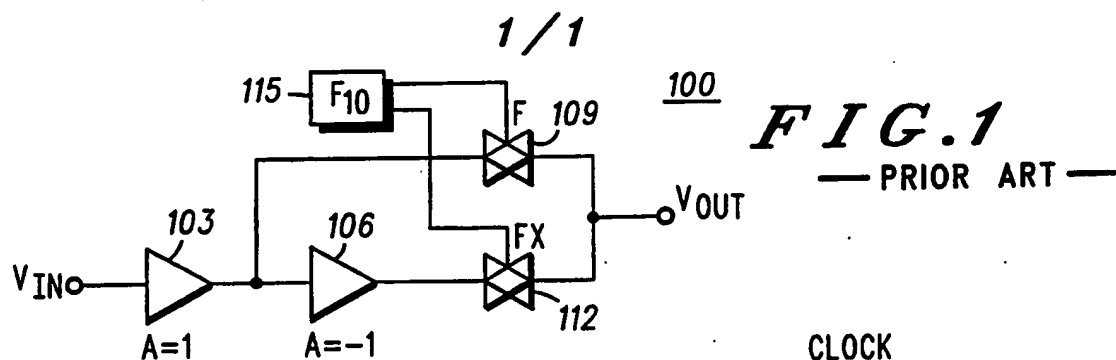 1/1
100
115
F10
F
109
FIG.1
PRIOR ART
VOUT
103
106
FX
VIN
112
A=1
A=-1
CLOCK